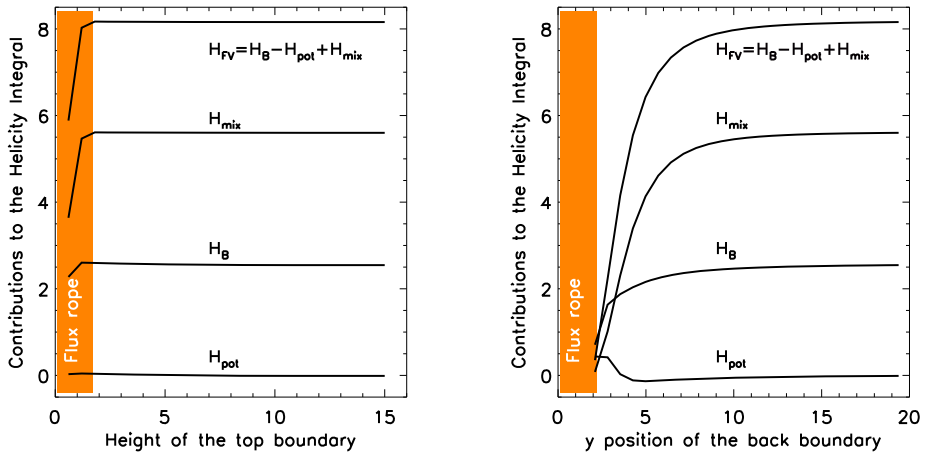 Contributions to the Helicity Integral
8
6
4
2
0
H_FV=H_B−H_pot+H_mix
H_mix
H_B
H_pot
Flux rope
0 5 10 15
Height of the top boundary
Contributions to the Helicity Integral
8
6
4
2
0
H_FV=H_B−H_pot+H_mix
H_mix
H_B
H_pot
Flux rope
0 5 10 15 20
y position of the back boundary